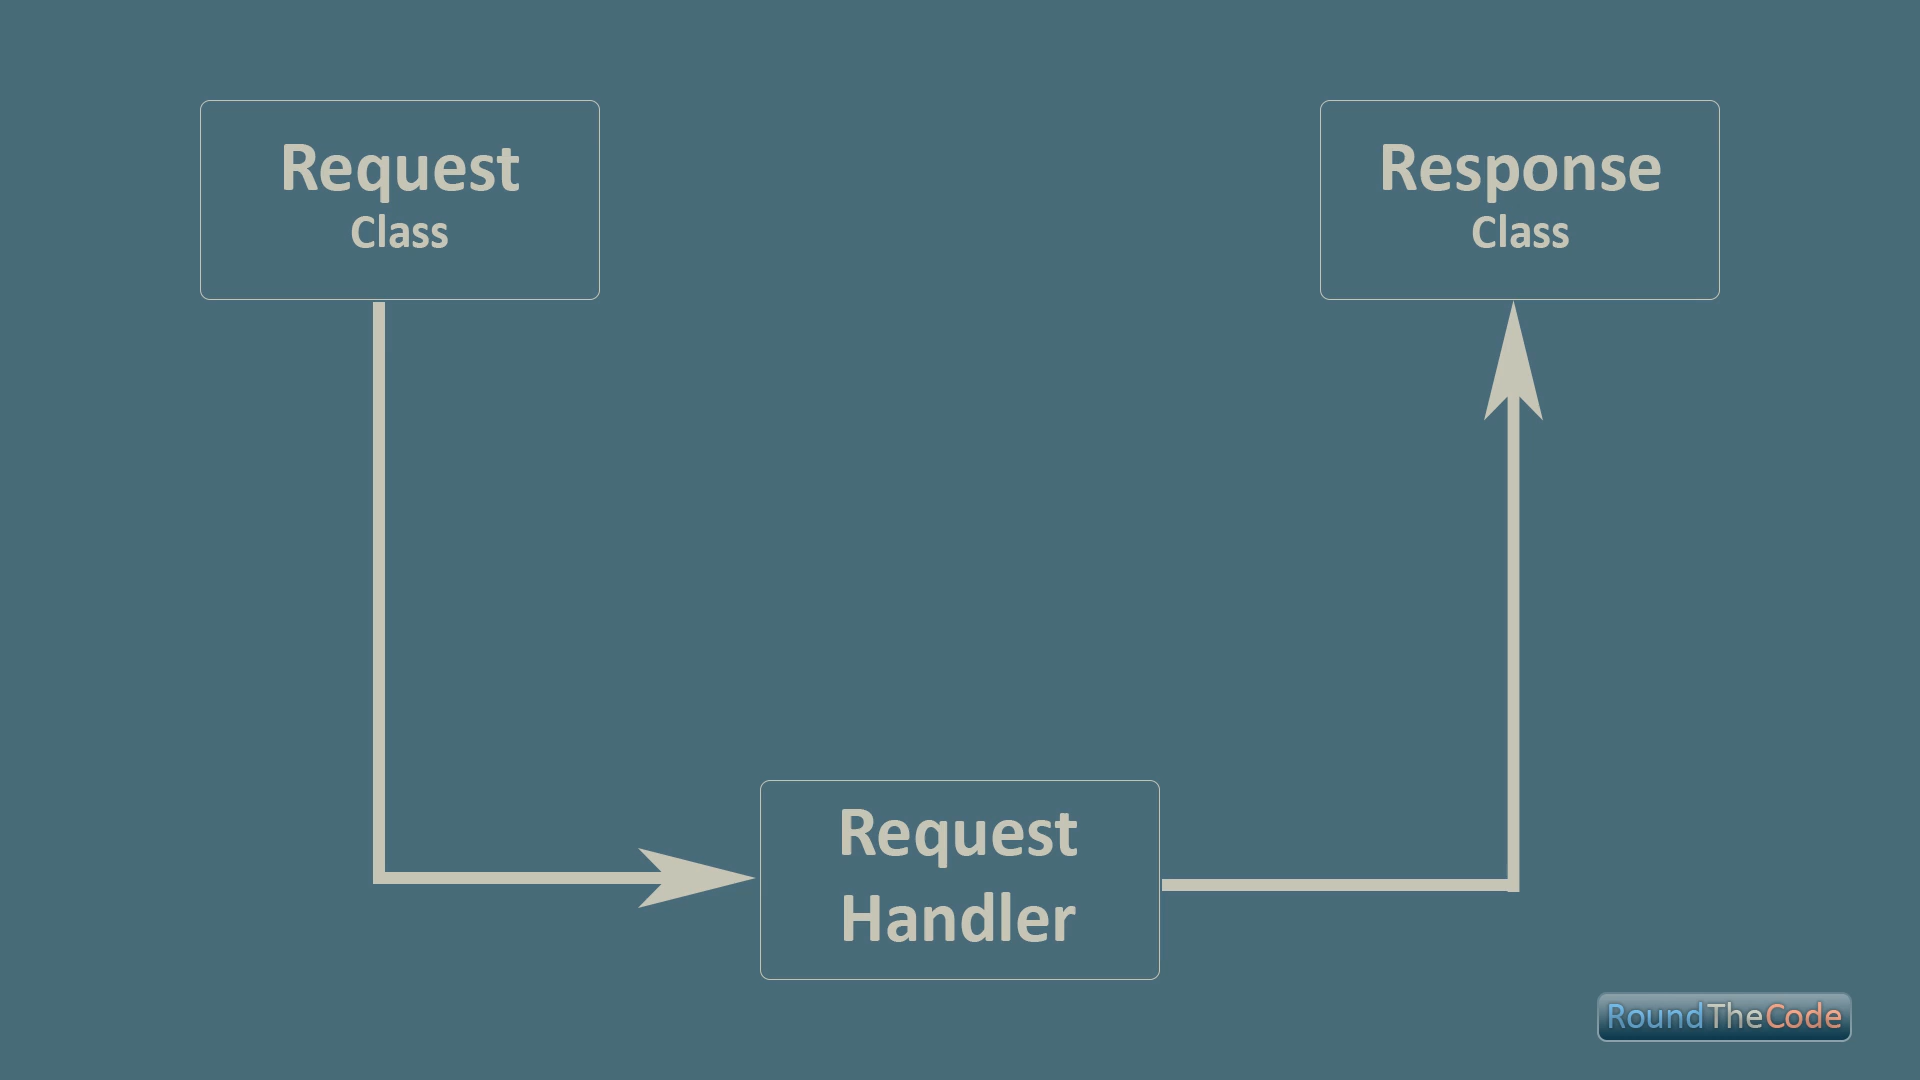 Request
Class
Response
Class
Request
Handler
RoundTheCode